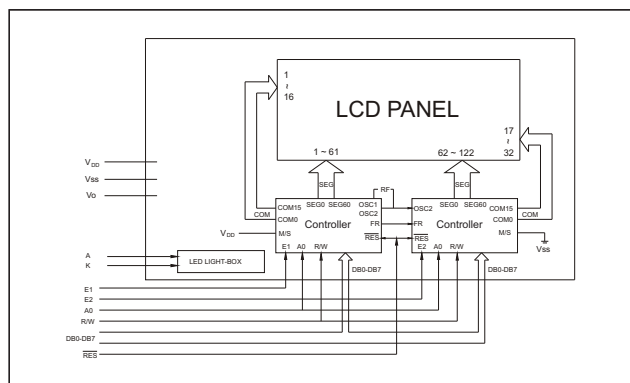 1
~
16
LCD PANEL
17
~
32
1 ~ 61
62 ~ 122
VDD
Vss
Vo
SEG
RF
SEG
COM15
SEG0
SEG60
OSC1
OSC2
COM
COM0
Controller
FR
VDD
M/S
RES
E1
A0
R/W
OSC2
SEG0
SEG60
COM15
FR
Controller
COM0
COM
RES
M/S
E2
A0
R/W
Vss
DB0-DB7
DB0-DB7
A
K
LED LIGHT-BOX
E1
E2
A0
R/W
DB0-DB7
RES